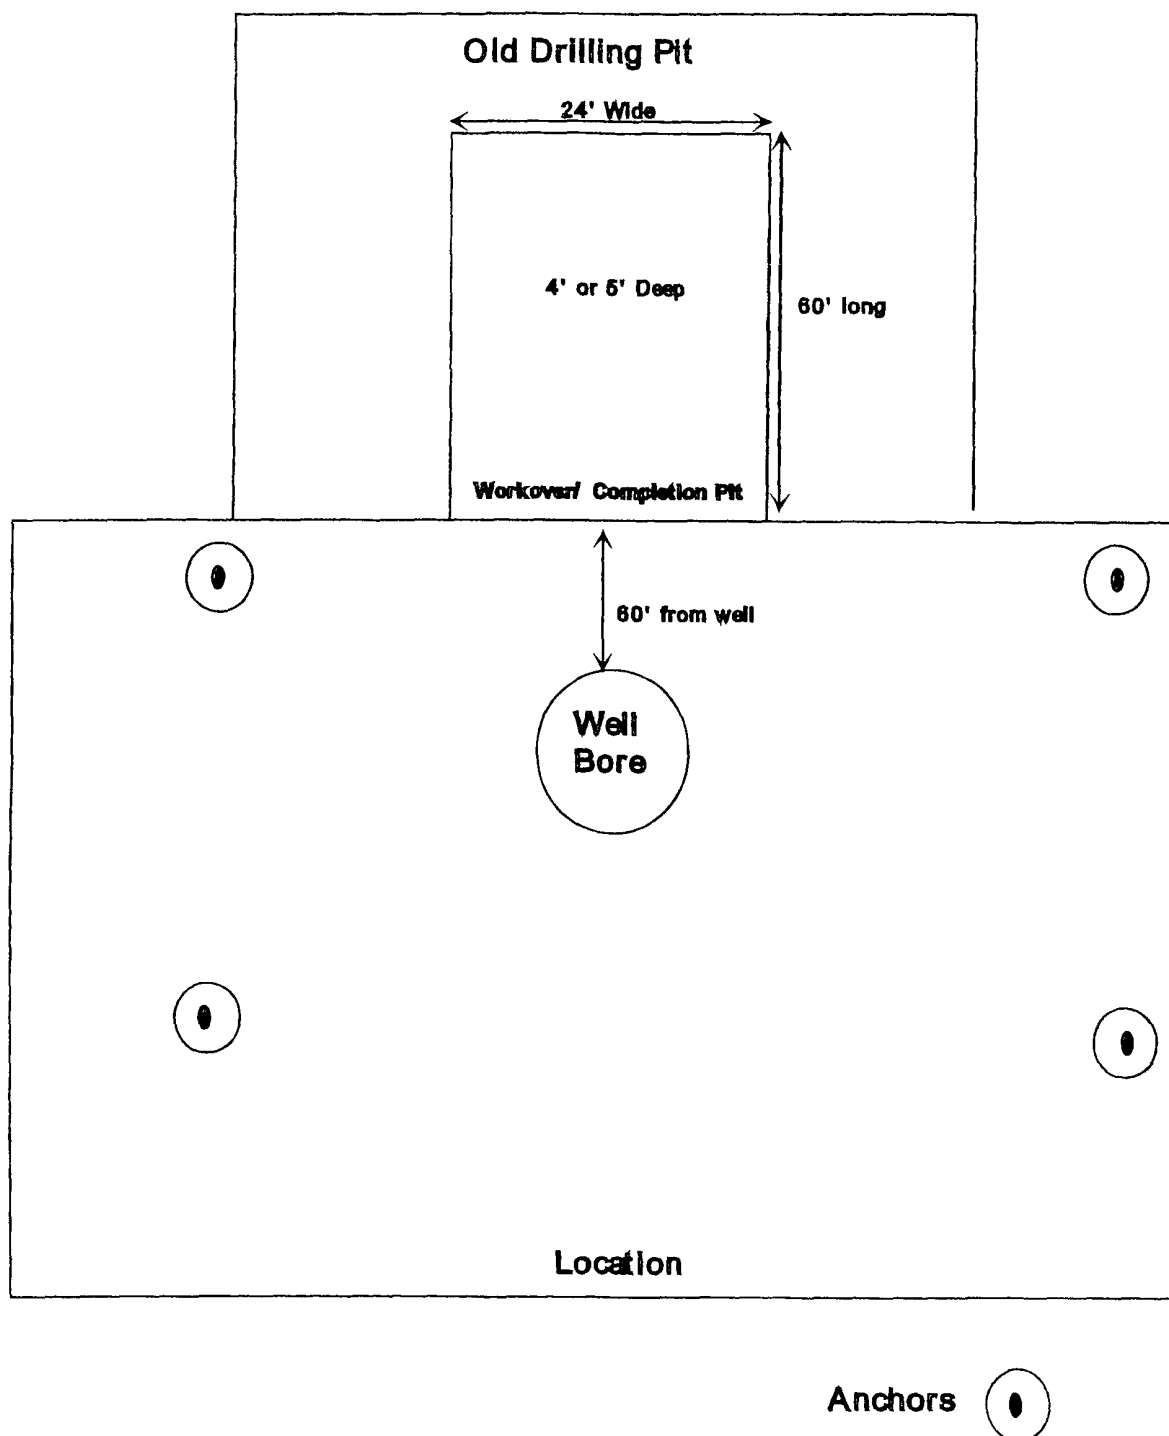 Old Drilling Pit
24' Wide
4' or 5' Deep
60' long
Workover/ Completion Pit
60' from well
Well
Bore
Location
Anchors